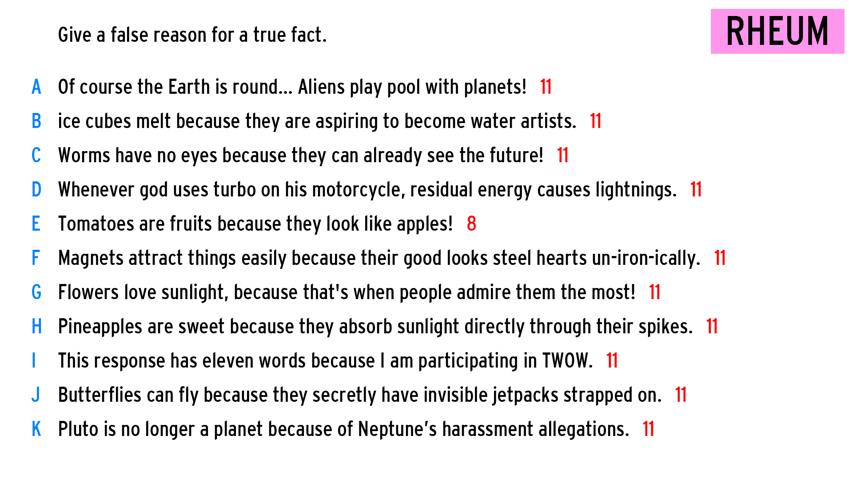 Give a false reason for a true fact.
RHEUM
A Of course the Earth is round... Aliens play pool with planets! 11
B ice cubes melt because they are aspiring to become water artists. 11
C Worms have no eyes because they can already see the future! 11
D Whenever god uses turbo on his motorcycle, residual energy causes lightnings. 11
E Tomatoes are fruits because they look like apples! 8
F Magnets attract things easily because their good looks steel hearts un-iron-ically. 11
G Flowers love sunlight, because that's when people admire them the most! 11
H Pineapples are sweet because they absorb sunlight directly through their spikes. 11
I This response has eleven words because I am participating in TWOW. 11
J Butterflies can fly because they secretly have invisible jetpacks strapped on. 11
K Pluto is no longer a planet because of Neptune’s harassment allegations. 11